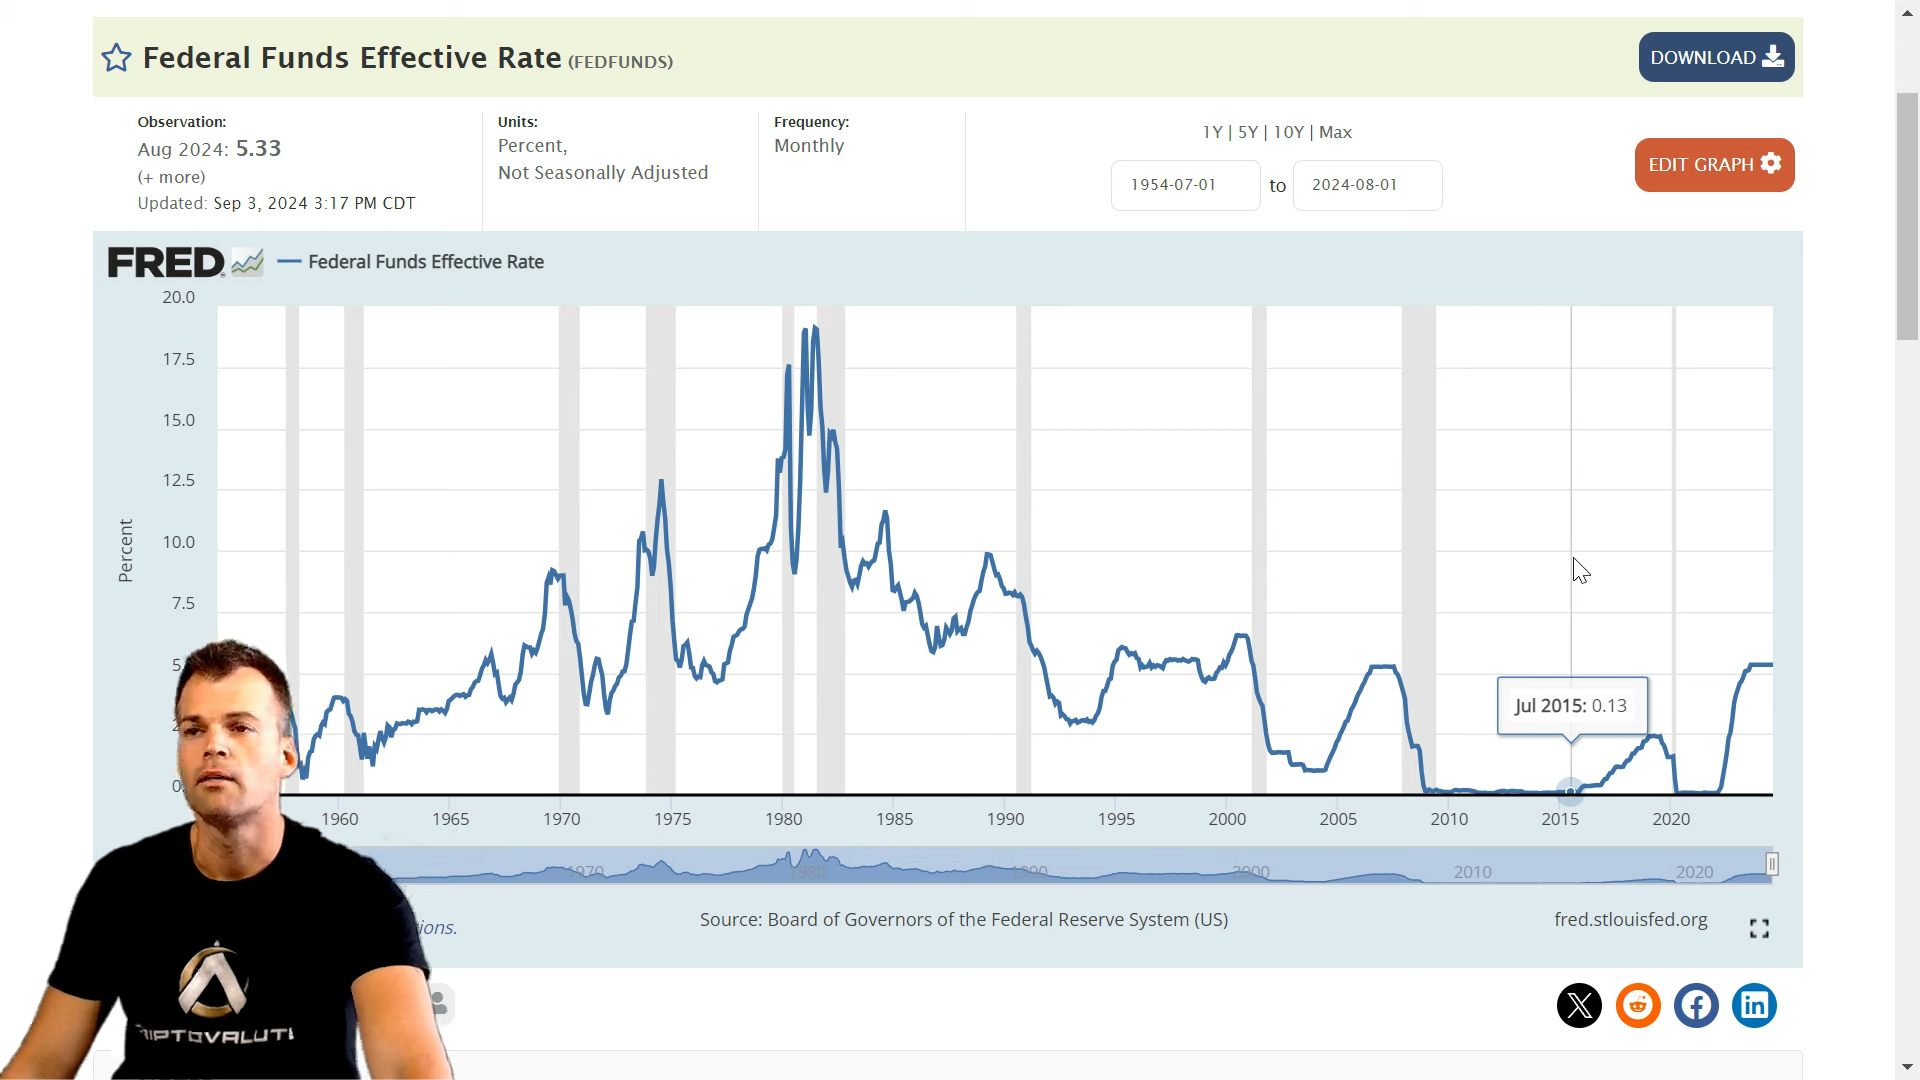 Federal Funds Effective Rate (FEDFUNDS)
DOWNLOAD
Observation:
Aug 2024: 5.33
(+ more)
Updated: Sep 3, 2024 3:17 PM CDT
Units:
Percent,
Not Seasonally Adjusted
Frequency:
Monthly
1Y | 5Y | 10Y | Max
1954-07-01 to 2024-08-01
EDIT GRAPH
FRED
Federal Funds Effective Rate
20.0
17.5
15.0
12.5
10.0
7.5
Percent
Jul 2015: 0.13
1960 1965 1970 1975 1980 1985 1990 1995 2000 2005 2010 2015 2020
1970 1980 1990 2000 2010 2020
Source: Board of Governors of the Federal Reserve System (US)
fred.stlouisfed.org